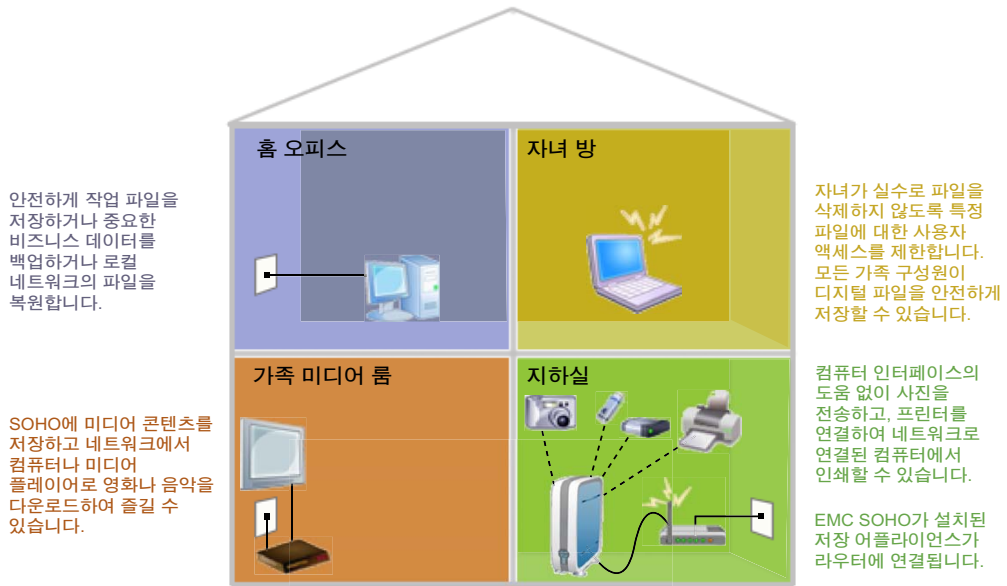 홈 오피스
자녀 방
안전하게 작업 파일을
저장하거나 중요한
비즈니스 데이터를
백업하거나 로컬
네트워크의 파일을
복원합니다.
자녀가 실수로 파일을
삭제하지 않도록 특정
파일에 대한 사용자
액세스를 제한합니다.
모든 가족 구성원이
디지털 파일을 안전하게
저장할 수 있습니다.
가족 미디어 룸
지하실
SOHO에 미디어 콘텐츠를
저장하고 네트워크에서
컴퓨터나 미디어
플레이어로 영화나 음악을
다운로드하여 즐길 수
있습니다.
컴퓨터 인터페이스의
도움 없이 사진을
전송하고, 프린터를
연결하여 네트워크로
연결된 컴퓨터에서
인쇄할 수 있습니다.
EMC SOHO가 설치된
저장 어플라이언스가
라우터에 연결됩니다.